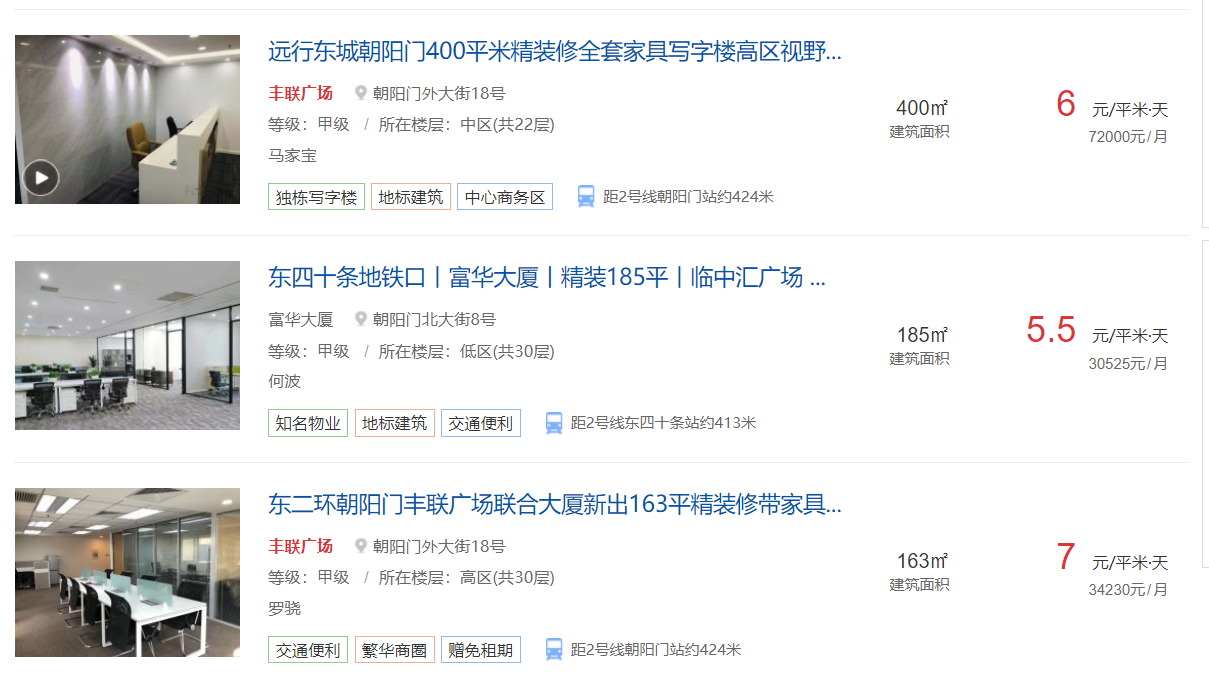 远行东城朝阳门400平米精装修全套家具写字楼高区视野...
丰联广场 朝阳门外大街18号
等级：甲级 / 所在楼层：中区(共22层)
马家宝
独栋写字楼 地标建筑 中心商务区 距2号线朝阳门站约424米
400㎡
建筑面积
6 元/平米·天
72000元/月
东四十条地铁口丨富华大厦丨精装185平丨临中汇广场 ...
富华大厦 朝阳门北大街8号
等级：甲级 / 所在楼层：低区(共30层)
何波
知名物业 地标建筑 交通便利 距2号线东四十条站约413米
185㎡
建筑面积
5.5 元/平米·天
30525元/月
东二环朝阳门丰联广场联合大厦新出163平精装修带家具...
丰联广场 朝阳门外大街18号
等级：甲级 / 所在楼层：高区(共30层)
罗骁
交通便利 繁华商圈 赠免租期 距2号线朝阳门站约424米
163㎡
建筑面积
7 元/平米·天
34230元/月